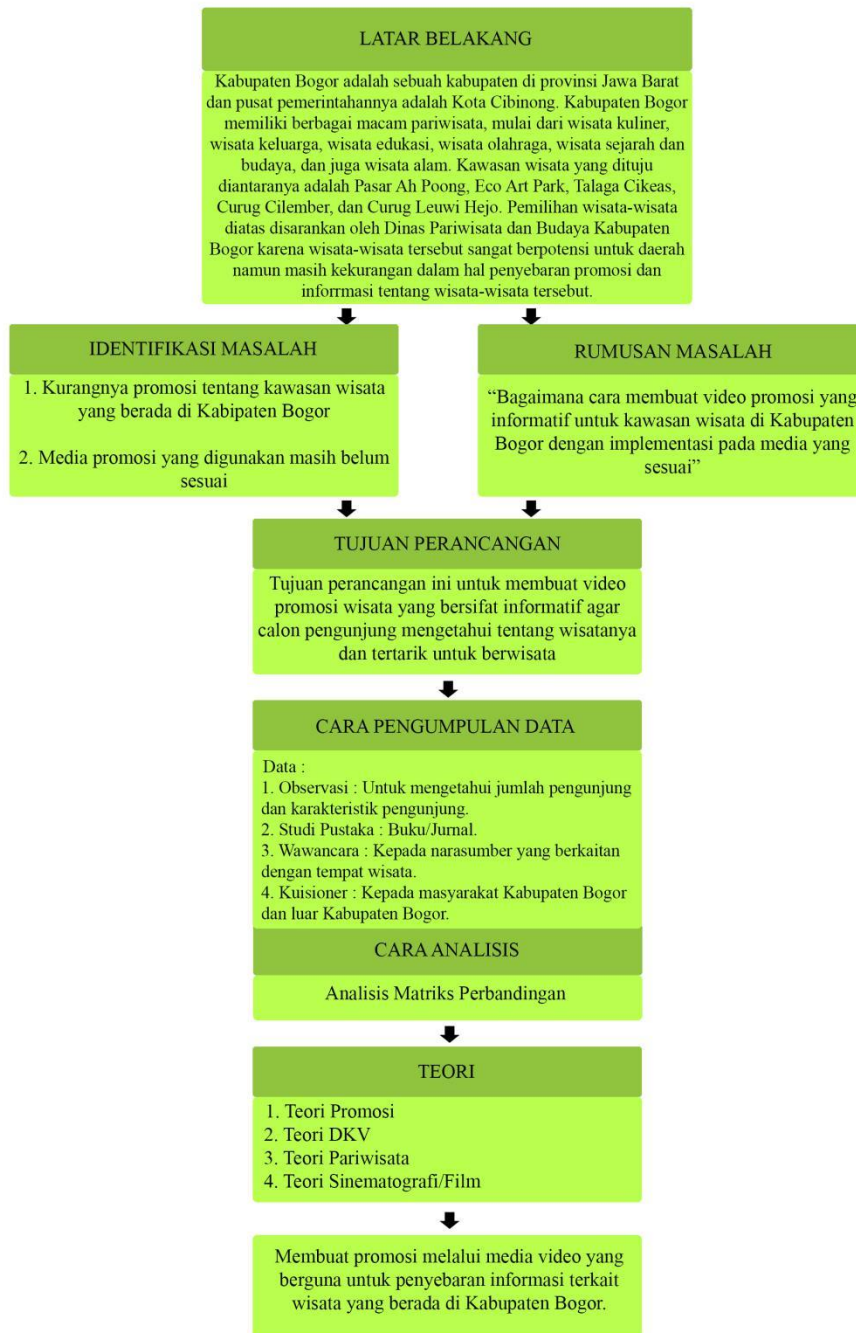 LATAR BELAKANG
Kabupaten Bogor adalah sebuah kabupaten di provinsi Jawa Barat
dan pusat pemerintahannya adalah Kota Cibinong. Kabupaten Bogor
memiliki berbagai macam pariwisata, mulai dari wisata kuliner,
wisata keluarga, wisata edukasi, wisata olahraga, wisata sejarah dan
budaya, dan juga wisata alam. Kawasan wisata yang dituju
diantaranya adalah Pasar Ah Poong, Eco Art Park, Talaga Cikeas,
Curug Cilember, dan Curug Leuwi Hejo. Pemilihan wisata-wisata
diatas disarankan oleh Dinas Pariwisata dan Budaya Kabupaten
Bogor karena wisata-wisata tersebut sangat berpotensi untuk daerah
namun masih kekurangan dalam hal penyebaran promosi dan
inforrmasi tentang wisata-wisata tersebut.
IDENTIFIKASI MASALAH
1. Kurangnya promosi tentang kawasan wisata
yang berada di Kabipaten Bogor
2. Media promosi yang digunakan masih belum
sesuai
RUMUSAN MASALAH
“Bagaimana cara membuat video promosi yang
informatif untuk kawasan wisata di Kabupaten
Bogor dengan implementasi pada media yang
sesuai”
TUJUAN PERANCANGAN
Tujuan perancangan ini untuk membuat video
promosi wisata yang bersifat informatif agar
calon pengunjung mengetahui tentang wisatanya
dan tertarik untuk berwisata
CARA PENGUMPULAN DATA
Data :
1. Observasi : Untuk mengetahui jumlah pengunjung
dan karakteristik pengunjung.
2. Studi Pustaka : Buku/Jurnal.
3. Wawancara : Kepada narasumber yang berkaitan
dengan tempat wisata.
4. Kuisioner : Kepada masyarakat Kabupaten Bogor
dan luar Kabupaten Bogor.
CARA ANALISIS
Analisis Matriks Perbandingan
TEORI
1. Teori Promosi
2. Teori DKV
3. Teori Pariwisata
4. Teori Sinematografi/Film
Membuat promosi melalui media video yang
berguna untuk penyebaran informasi terkait
wisata yang berada di Kabupaten Bogor.